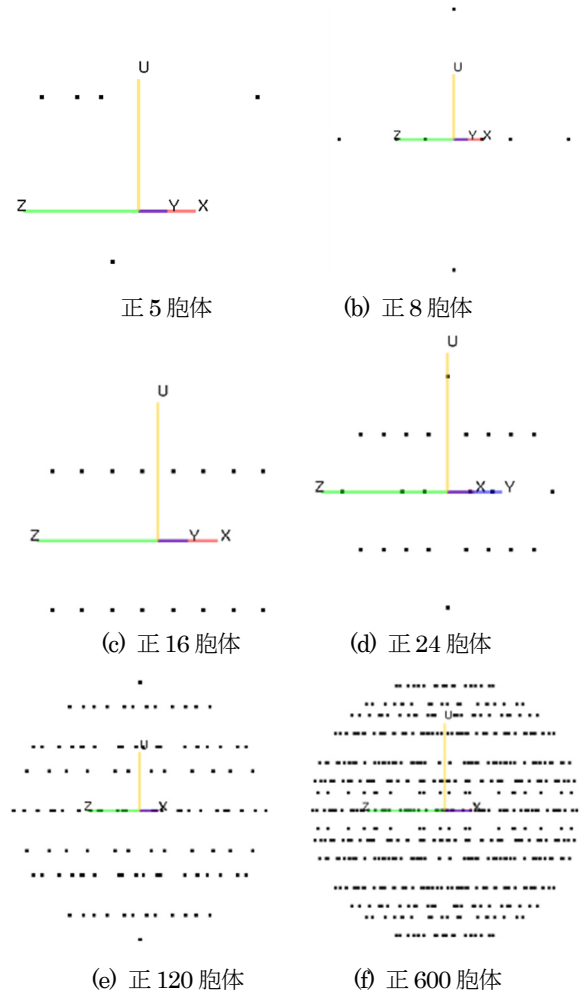 U
Z Y X
正 5 胞体
U
Z Y X
(b) 正 8 胞体
U
Z Y X
(c) 正 16 胞体
U
Z X Y
(d) 正 24 胞体
U
Z X
(e) 正 120 胞体
U
Z X
(f) 正 600 胞体